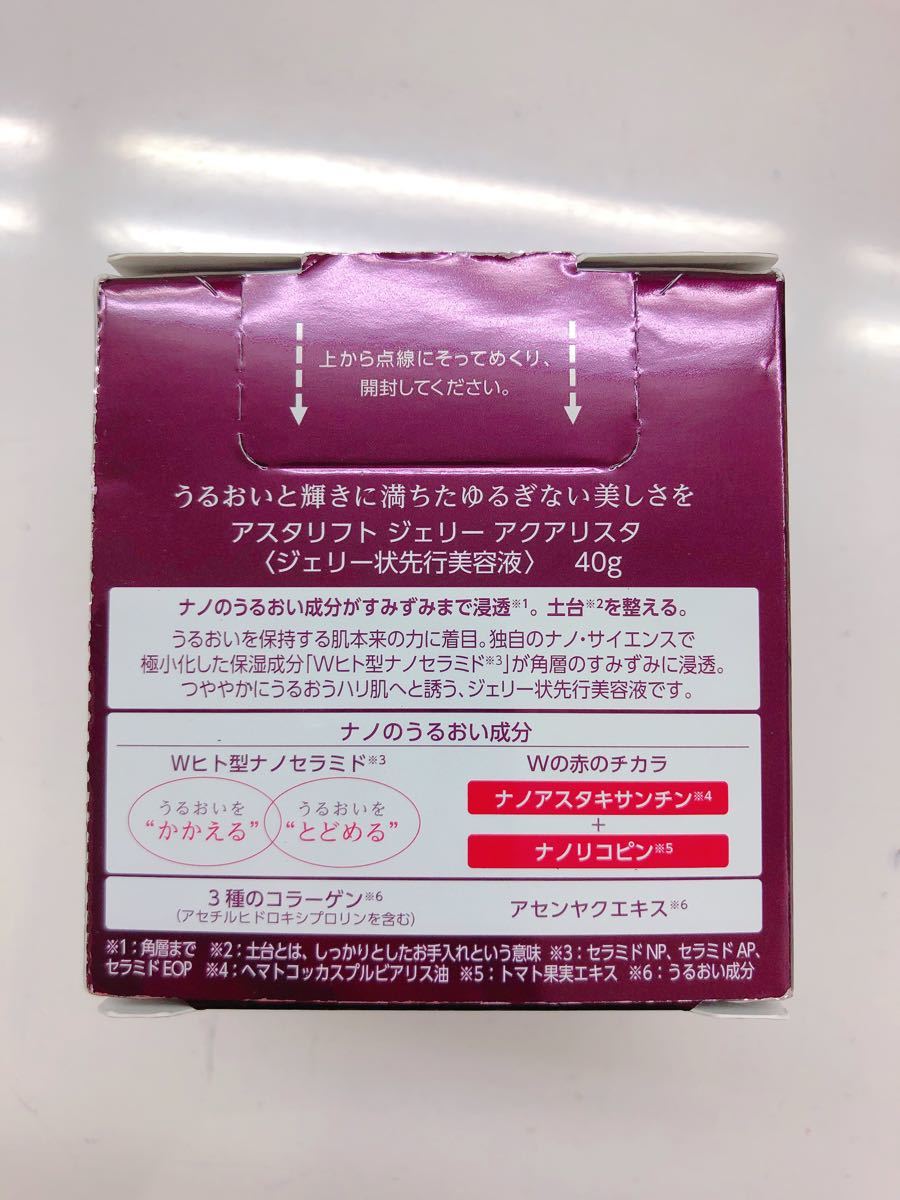 上から点線にそってめくり、
開封してください。
うるおいと輝きに満ちたゆるぎない美しさを
アスタリフト ジェリー アクアリスタ
〈ジェリー状先行美容液〉 40g
ナノのうるおい成分がすみずみまで浸透※1。土台※2を整える。
うるおいを保持する肌本来の力に着目。独自のナノ・サイエンスで
極小化した保湿成分「Wヒト型ナノセラミド※3」が角層のすみずみに浸透。
つややかにうるおうハリ肌へと誘う、ジェリー状先行美容液です。
ナノのうるおい成分
Wヒト型ナノセラミド※3
うるおいを
“かかえる”
うるおいを
“とどめる”
Wの赤のチカラ
ナノアスタキサンチン※4
+
ナノリコピン※5
3種のコラーゲン※6
(アセチルヒドロキシプロリンを含む)
アセンヤクエキス※6
※1：角層まで ※2：土台とは、しっかりとしたお手入れという意味 ※3：セラミドNP、セラミドAP、
セラミドEOP ※4：ヘマトコッカスプルビアリス油 ※5：トマト果実エキス ※6：うるおい成分